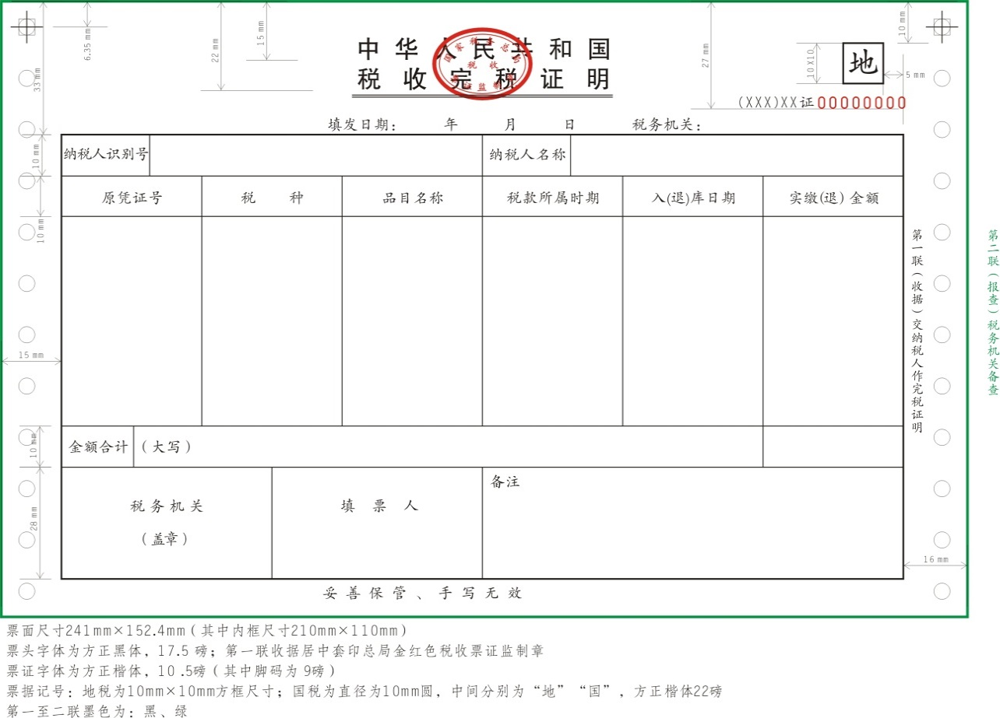 中华人民共和国
税收完税证明
国家税务总局
税收
地
(XXX)XX证00000000
填发日期： 年 月 日 税务机关：
纳税人识别号 纳税人名称
原凭证号 税 种 品目名称 税款所属时期 入(退)库日期 实缴(退)金额
金额合计 （大写）
税务机关
（盖章）
填 票 人
备注
妥善保管、手写无效
第一联（收据）交纳税人作完税证明
第二联（报查）税务机关备查
6.35 mm
33 mm
22 mm
15 mm
27 mm
10 mm
10X10
5 mm
10 mm
10 mm
15 mm
10 mm
28 mm
16 mm
票面尺寸241mm×152.4mm（其中内框尺寸210mm×110mm）
票头字体为方正黑体，17.5 磅；第一联收据居中套印总局金红色税收票证监制章
票证字体为方正楷体，10 .5磅（其中脚码为 9磅）
票据记号：地税为10mm×10mm方框尺寸；国税为直径为10mm圆，中间分别为“地”“国”，方正楷体22磅
第一至二联墨色为：黑、绿